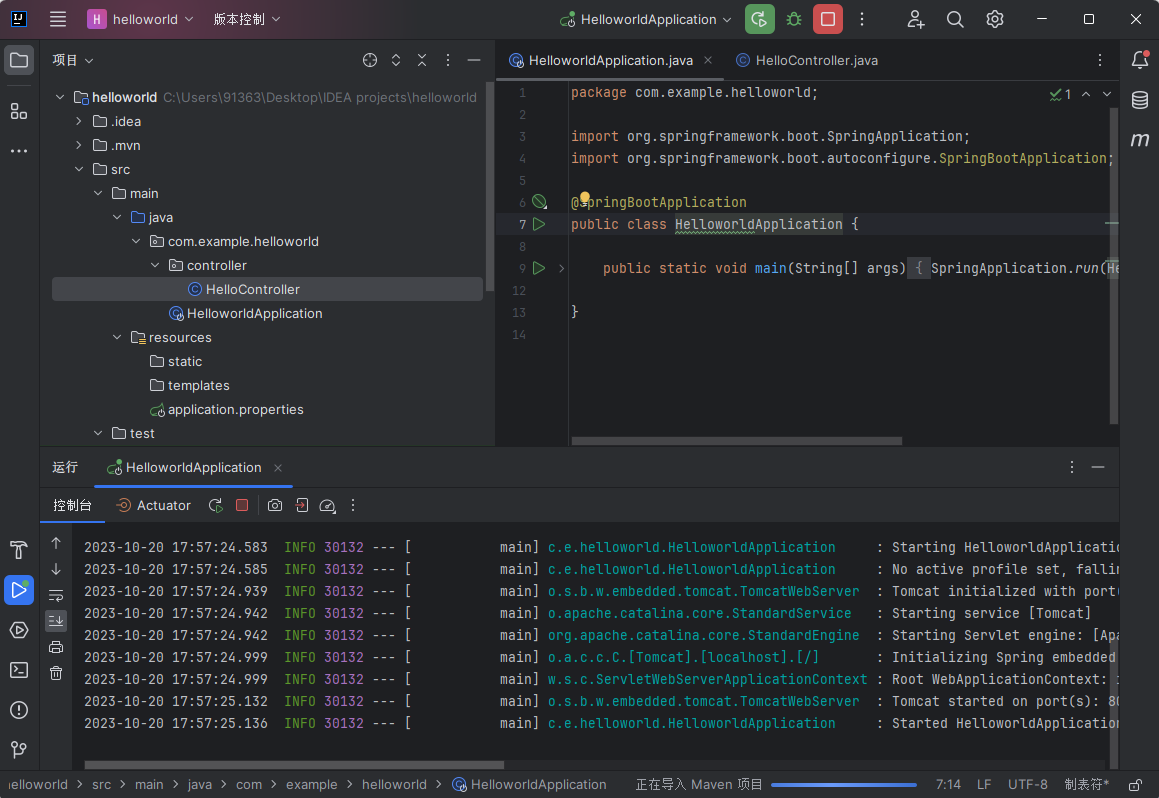 H helloworld 版本控制 HelloworldApplication
项目
helloworld C:\Users\91363\Desktop\IDEA projects\helloworld
.idea
.mvn
src
main
java
com.example.helloworld
controller
HelloController
HelloworldApplication
resources
static
templates
application.properties
test
HelloworldApplication.java HelloController.java
1 package com.example.helloworld; 1
2
3 import org.springframework.boot.SpringApplication;
4 import org.springframework.boot.autoconfigure.SpringBootApplication;
5
6 @SpringBootApplication
7 public class HelloworldApplication {
8
9 public static void main(String[] args) { SpringApplication.run(He
12
13 }
14
运行 HelloworldApplication
控制台 Actuator
2023-10-20 17:57:24.583 INFO 30132 --- [ main] c.e.helloworld.HelloworldApplication : Starting HelloworldApplicatio
2023-10-20 17:57:24.585 INFO 30132 --- [ main] c.e.helloworld.HelloworldApplication : No active profile set, fallin
2023-10-20 17:57:24.939 INFO 30132 --- [ main] o.s.b.w.embedded.tomcat.TomcatWebServer : Tomcat initialized with port(
2023-10-20 17:57:24.942 INFO 30132 --- [ main] o.apache.catalina.core.StandardService : Starting service [Tomcat]
2023-10-20 17:57:24.942 INFO 30132 --- [ main] org.apache.catalina.core.StandardEngine : Starting Servlet engine: [Apa
2023-10-20 17:57:24.999 INFO 30132 --- [ main] o.a.c.c.C.[Tomcat].[localhost].[/] : Initializing Spring embedded
2023-10-20 17:57:24.999 INFO 30132 --- [ main] w.s.c.ServletWebServerApplicationContext : Root WebApplicationContext:
2023-10-20 17:57:25.132 INFO 30132 --- [ main] o.s.b.w.embedded.tomcat.TomcatWebServer : Tomcat started on port(s): 80
2023-10-20 17:57:25.136 INFO 30132 --- [ main] c.e.helloworld.HelloworldApplication : Started HelloworldApplication
elloworld > src > main > java > com > example > helloworld > HelloworldApplication 正在导入 Maven 项目 7:14 LF UTF-8 制表符*